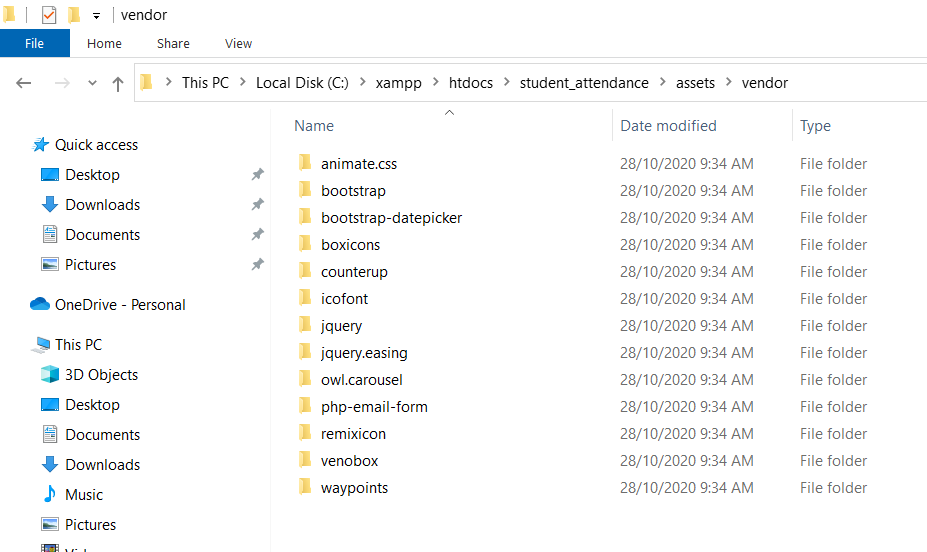 vendor
File Home Share View
This PC Local Disk (C:) xampp htdocs student_attendance assets vendor
Name Date modified Type
Quick access
Desktop
Downloads
Documents
Pictures
OneDrive - Personal
This PC
3D Objects
Desktop
Documents
Downloads
Music
Pictures
animate.css 28/10/2020 9:34 AM File folder
bootstrap 28/10/2020 9:34 AM File folder
bootstrap-datepicker 28/10/2020 9:34 AM File folder
boxicons 28/10/2020 9:34 AM File folder
counterup 28/10/2020 9:34 AM File folder
icofont 28/10/2020 9:34 AM File folder
jquery 28/10/2020 9:34 AM File folder
jquery.easing 28/10/2020 9:34 AM File folder
owl.carousel 28/10/2020 9:34 AM File folder
php-email-form 28/10/2020 9:34 AM File folder
remixicon 28/10/2020 9:34 AM File folder
venobox 28/10/2020 9:34 AM File folder
waypoints 28/10/2020 9:34 AM File folder